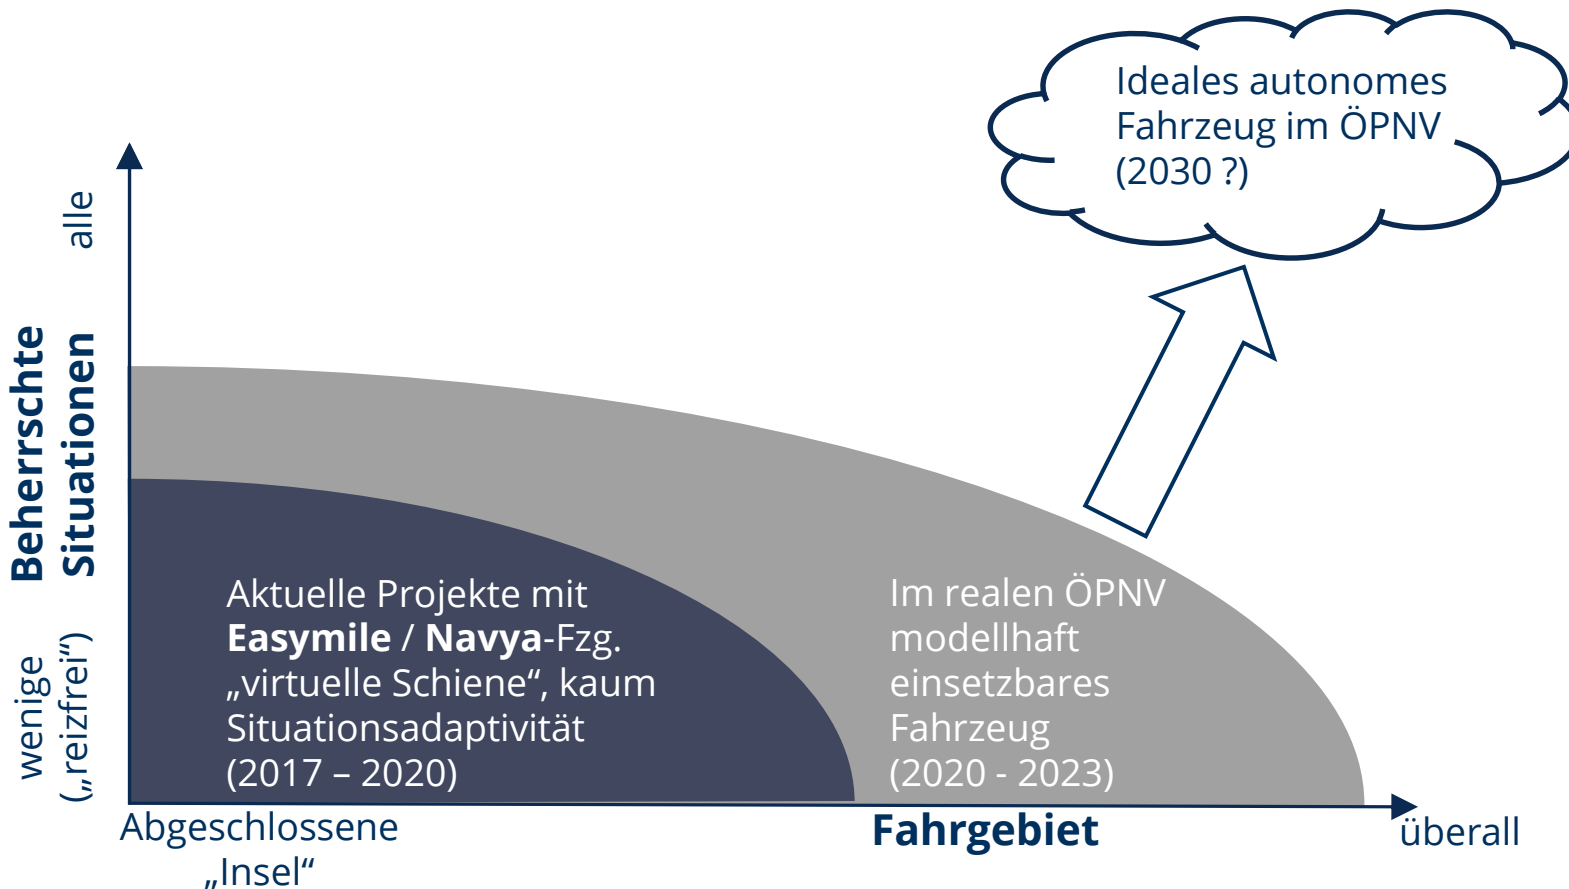 Ideales autonomes
Fahrzeug im ÖPNV
(2030 ?)
alle
Beherrschte
Situationen
wenige
(„reizfrei“)
Aktuelle Projekte mit
Easymile / Navya-Fzg.
„virtuelle Schiene“, kaum
Situationsadaptivität
(2017 – 2020)
Im realen ÖPNV
modellhaft
einsetzbares
Fahrzeug
(2020 - 2023)
Abgeschlossene
„Insel“
Fahrgebiet
überall